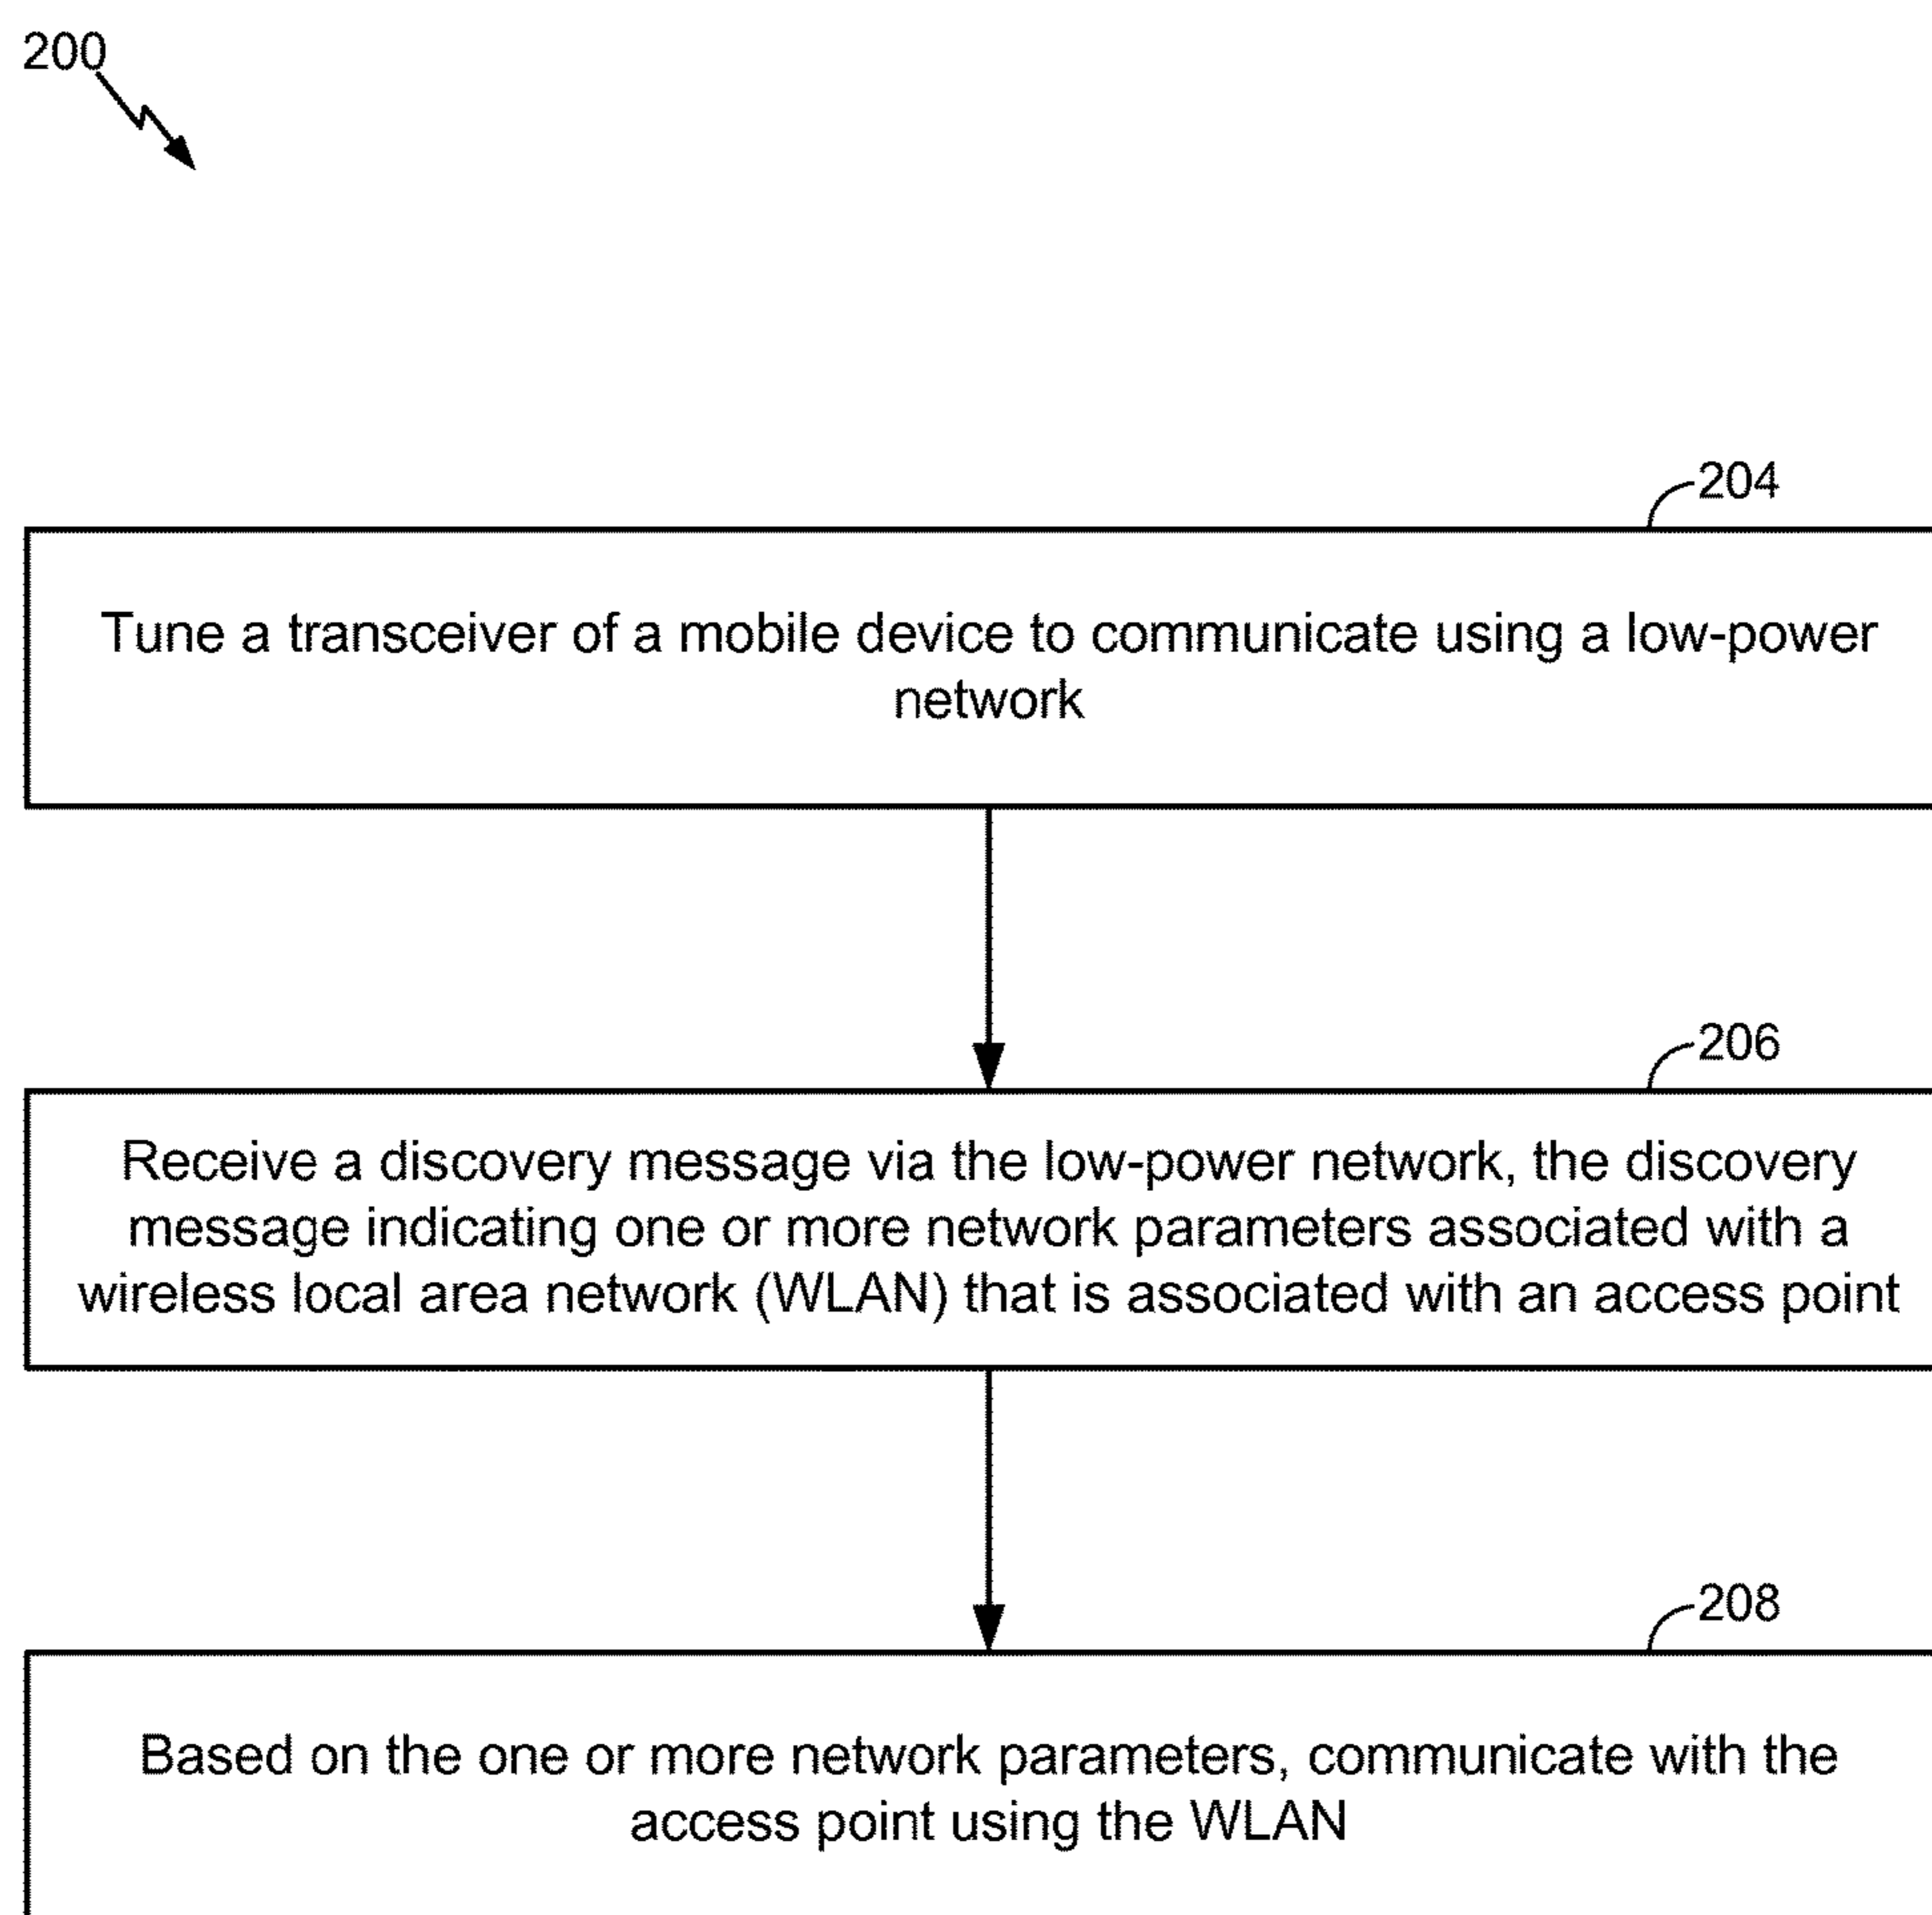 200
204
Tune a transceiver of a mobile device to communicate using a low-power
network
206
Receive a discovery message via the low-power network, the discovery
message indicating one or more network parameters associated with a
wireless local area network (WLAN) that is associated with an access point
208
Based on the one or more network parameters, communicate with the
access point using the WLAN